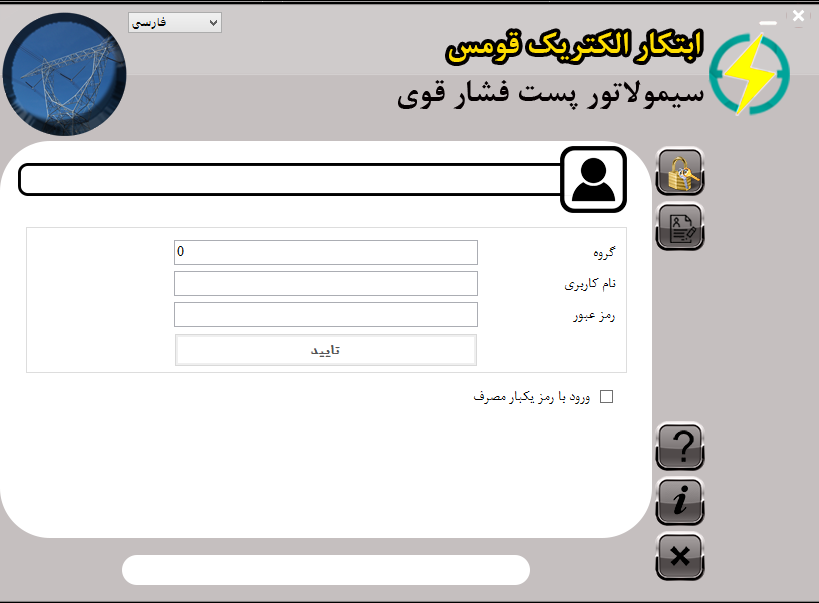 فارسی
ابتکار الکتریک قومس
سیمولاتور پست فشار قوی
گروه
0
نام کاربری
رمز عبور
تایید
ورود با رمز یکبار مصرف
?
i